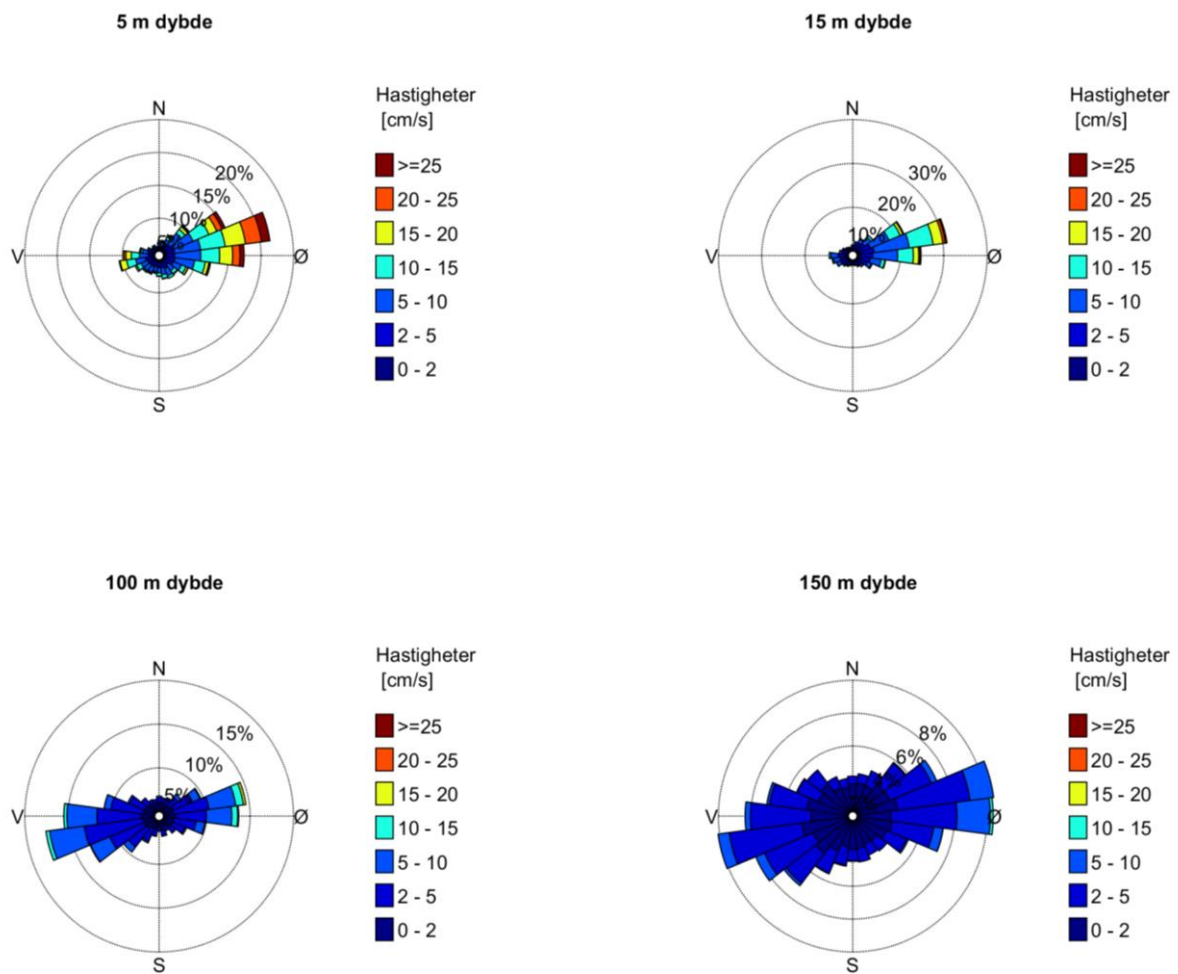 5 m dybde
N
V
Ø
S
20%
15%
10%
Hastigheter
[cm/s]
>=25
20 - 25
15 - 20
10 - 15
5 - 10
2 - 5
0 - 2
15 m dybde
N
V
Ø
S
30%
20%
10%
Hastigheter
[cm/s]
>=25
20 - 25
15 - 20
10 - 15
5 - 10
2 - 5
0 - 2
100 m dybde
N
V
Ø
S
15%
10%
5%
Hastigheter
[cm/s]
>=25
20 - 25
15 - 20
10 - 15
5 - 10
2 - 5
0 - 2
150 m dybde
N
V
Ø
S
8%
6%
Hastigheter
[cm/s]
>=25
20 - 25
15 - 20
10 - 15
5 - 10
2 - 5
0 - 2